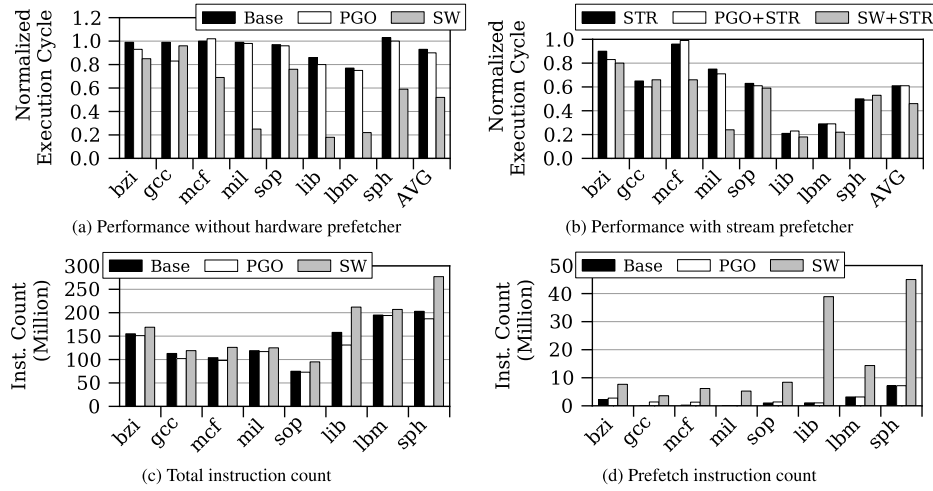 Base PGO SW
Normalized
Execution Cycle
1.2
1.0
0.8
0.6
0.4
0.2
0.0
bzi gcc mcf mil sop lib lbm sph AVG
(a) Performance without hardware prefetcher
STR PGO+STR SW+STR
Normalized
Execution Cycle
1.0
0.8
0.6
0.4
0.2
0.0
bzi gcc mcf mil sop lib lbm sph AVG
(b) Performance with stream prefetcher
Base PGO SW
Inst. Count
(Million)
300
250
200
150
100
50
0
bzi gcc mcf mil sop lib lbm sph
(c) Total instruction count
Base PGO SW
Inst. Count
(Million)
50
40
30
20
10
0
bzi gcc mcf mil sop lib lbm sph
(d) Prefetch instruction count